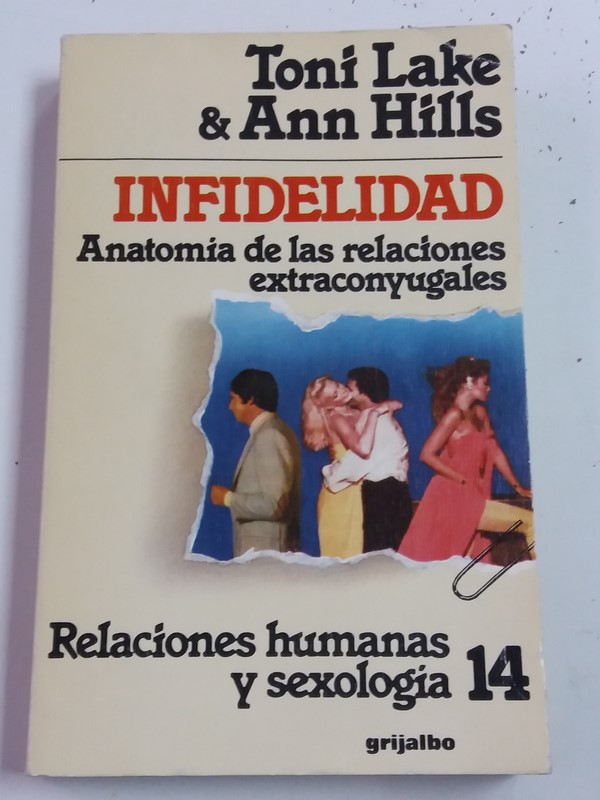 Toni Lake
& Ann Hills
INFIDELIDAD
Anatomía de las relaciones
extraconyugales
Relaciones humanas
y sexología 14
grijalbo